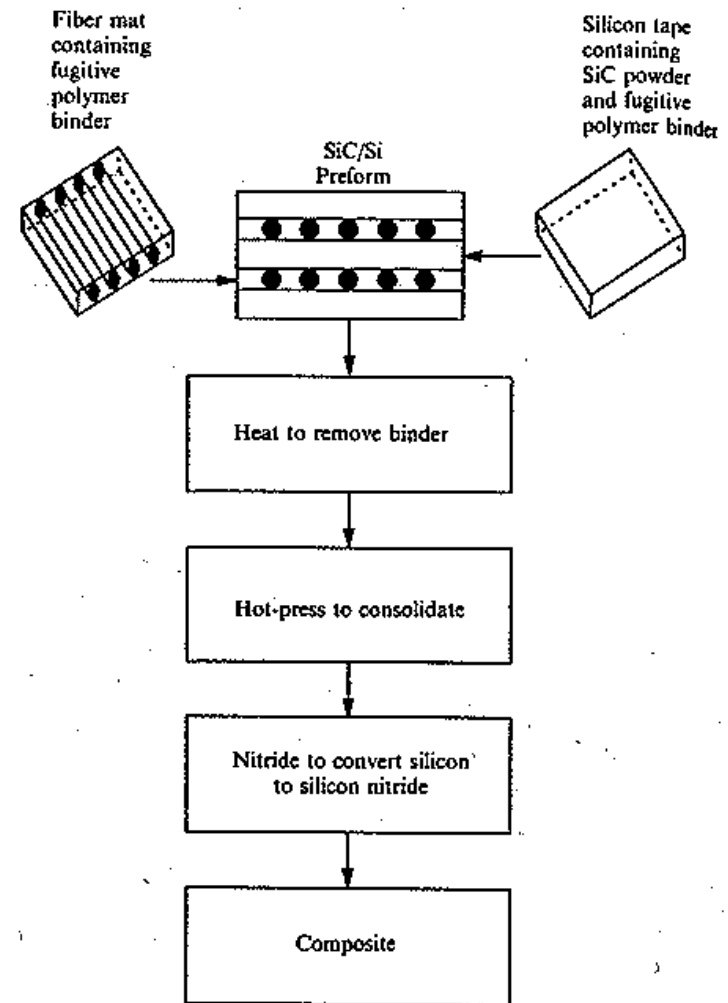 Fiber mat
containing
fugitive
polymer
binder
Silicon tape
containing
SiC powder
and fugitive
polymer binder
SiC/Si
Preform
Heat to remove binder
Hot-press to consolidate
Nitride to convert silicon
to silicon nitride
Composite